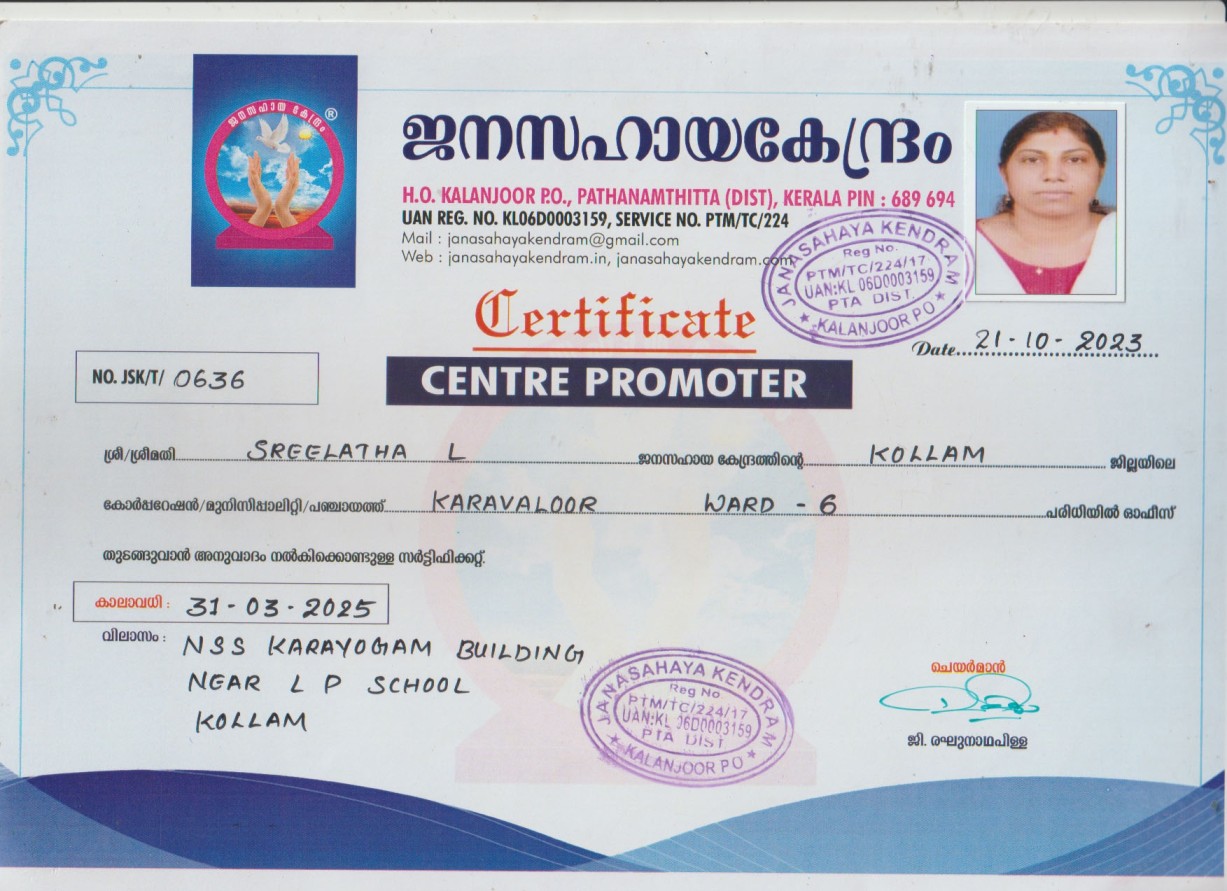 ജനസഹായ കേന്ദ്രം ®
ജനസഹായകേന്ദ്രം
H.O. KALANJOOR P.O., PATHANAMTHITTA (DIST), KERALA PIN : 689 694
UAN REG. NO. KL06D0003159, SERVICE NO. PTM/TC/224
Mail : janasahayakendram@gmail.com
Web : janasahayakendram.in, janasahayakendram.com
JANASAHAYA KENDRAM
Reg No.
PTM/TC/224/17
UAN:KL 06D0003159
PTA DIST.
★ KALANJOOR PO ★
Certificate
Date...21-10-2023
NO. JSK/T/ 0636
CENTRE PROMOTER
ശ്രീ/ശ്രീമതി SREELATHA L ജനസഹായ കേന്ദ്രത്തിന്റെ KOLLAM ജില്ലയിലെ
കോർപ്പറേഷൻ/മുനിസിപ്പാലിറ്റി/പഞ്ചായത്ത് KARAVALOOR WARD - 6 പരിധിയിൽ ഓഫീസ്
തുടങ്ങുവാൻ അനുവാദം നൽകിക്കൊണ്ടുള്ള സർട്ടിഫിക്കറ്റ്.
കാലാവധി : 31-03-2025
വിലാസം : NSS KARAYOGAM BUILDING
NEAR L P SCHOOL
KOLLAM
JANASAHAYA KENDRAM
Reg No
PTM/TC/224/17
UAN:KL 06D0003159
PTA DIST
★ KALANJOOR PO ★
ചെയർമാൻ
ജി. രഘുനാഥപിള്ള